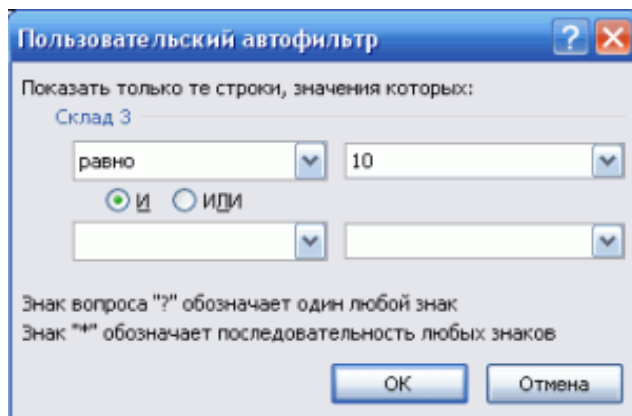 Пользовательский автофильтр
Показать только те строки, значения которых:
Склад 3
равно 10
И ИЛИ
Знак вопроса "?" обозначает один любой знак
Знак "*" обозначает последовательность любых знаков
ОК Отмена